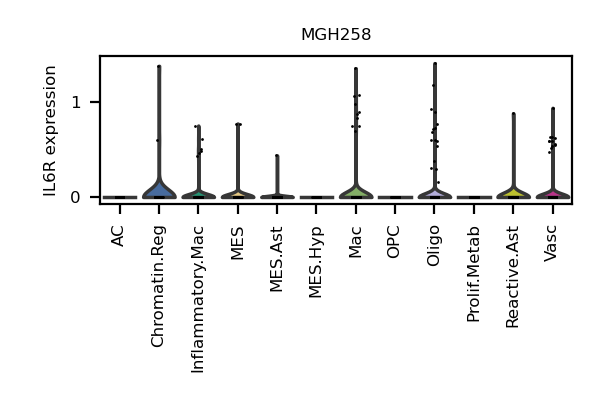 MGH258
IL6R expression
1
0
AC
Chromatin.Reg
Inflammatory.Mac
MES
MES.Ast
MES.Hyp
Mac
OPC
Oligo
Prolif.Metab
Reactive.Ast
Vasc